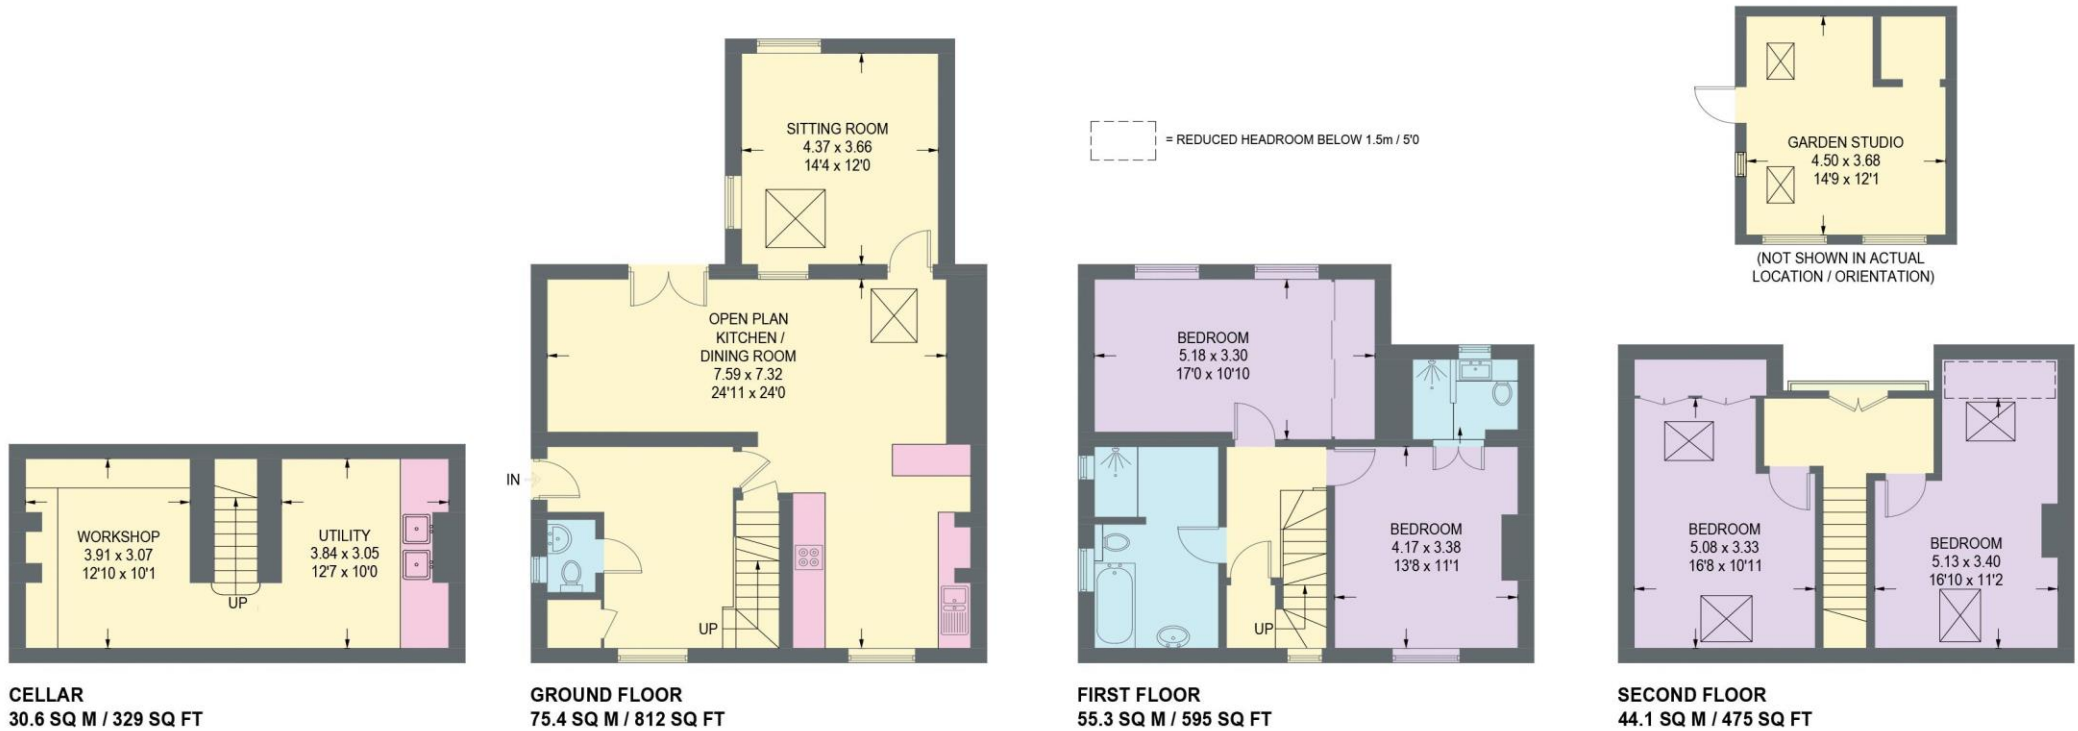 WORKSHOP
3.91 x 3.07
12'10 x 10'1
UP
UTILITY
3.84 x 3.05
12'7 x 10'0
CELLAR
30.6 SQ M / 329 SQ FT
SITTING ROOM
4.37 x 3.66
14'4 x 12'0
OPEN PLAN
KITCHEN /
DINING ROOM
7.59 x 7.32
24'11 x 24'0
IN
UP
GROUND FLOOR
75.4 SQ M / 812 SQ FT
= REDUCED HEADROOM BELOW 1.5m / 5'0
BEDROOM
5.18 x 3.30
17'0 x 10'10
BEDROOM
4.17 x 3.38
13'8 x 11'1
UP
FIRST FLOOR
55.3 SQ M / 595 SQ FT
GARDEN STUDIO
4.50 x 3.68
14'9 x 12'1
(NOT SHOWN IN ACTUAL
LOCATION / ORIENTATION)
BEDROOM
5.08 x 3.33
16'8 x 10'11
BEDROOM
5.13 x 3.40
16'10 x 11'2
SECOND FLOOR
44.1 SQ M / 475 SQ FT